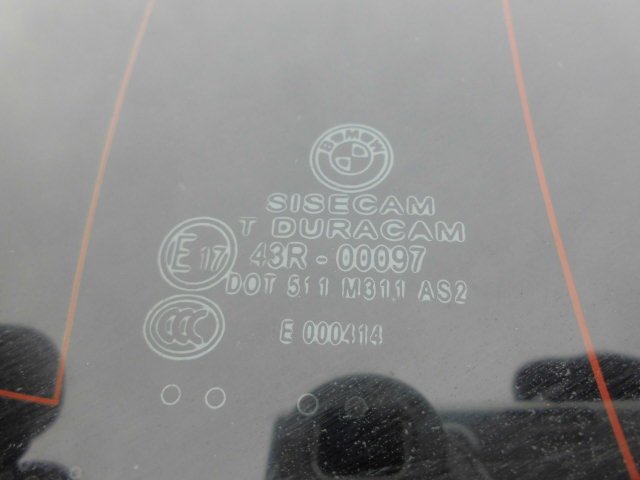 BMW
SISECAM
T DURACAM
E 17 43R - 00097
DOT 511 M311 AS2
CCC
E 000414